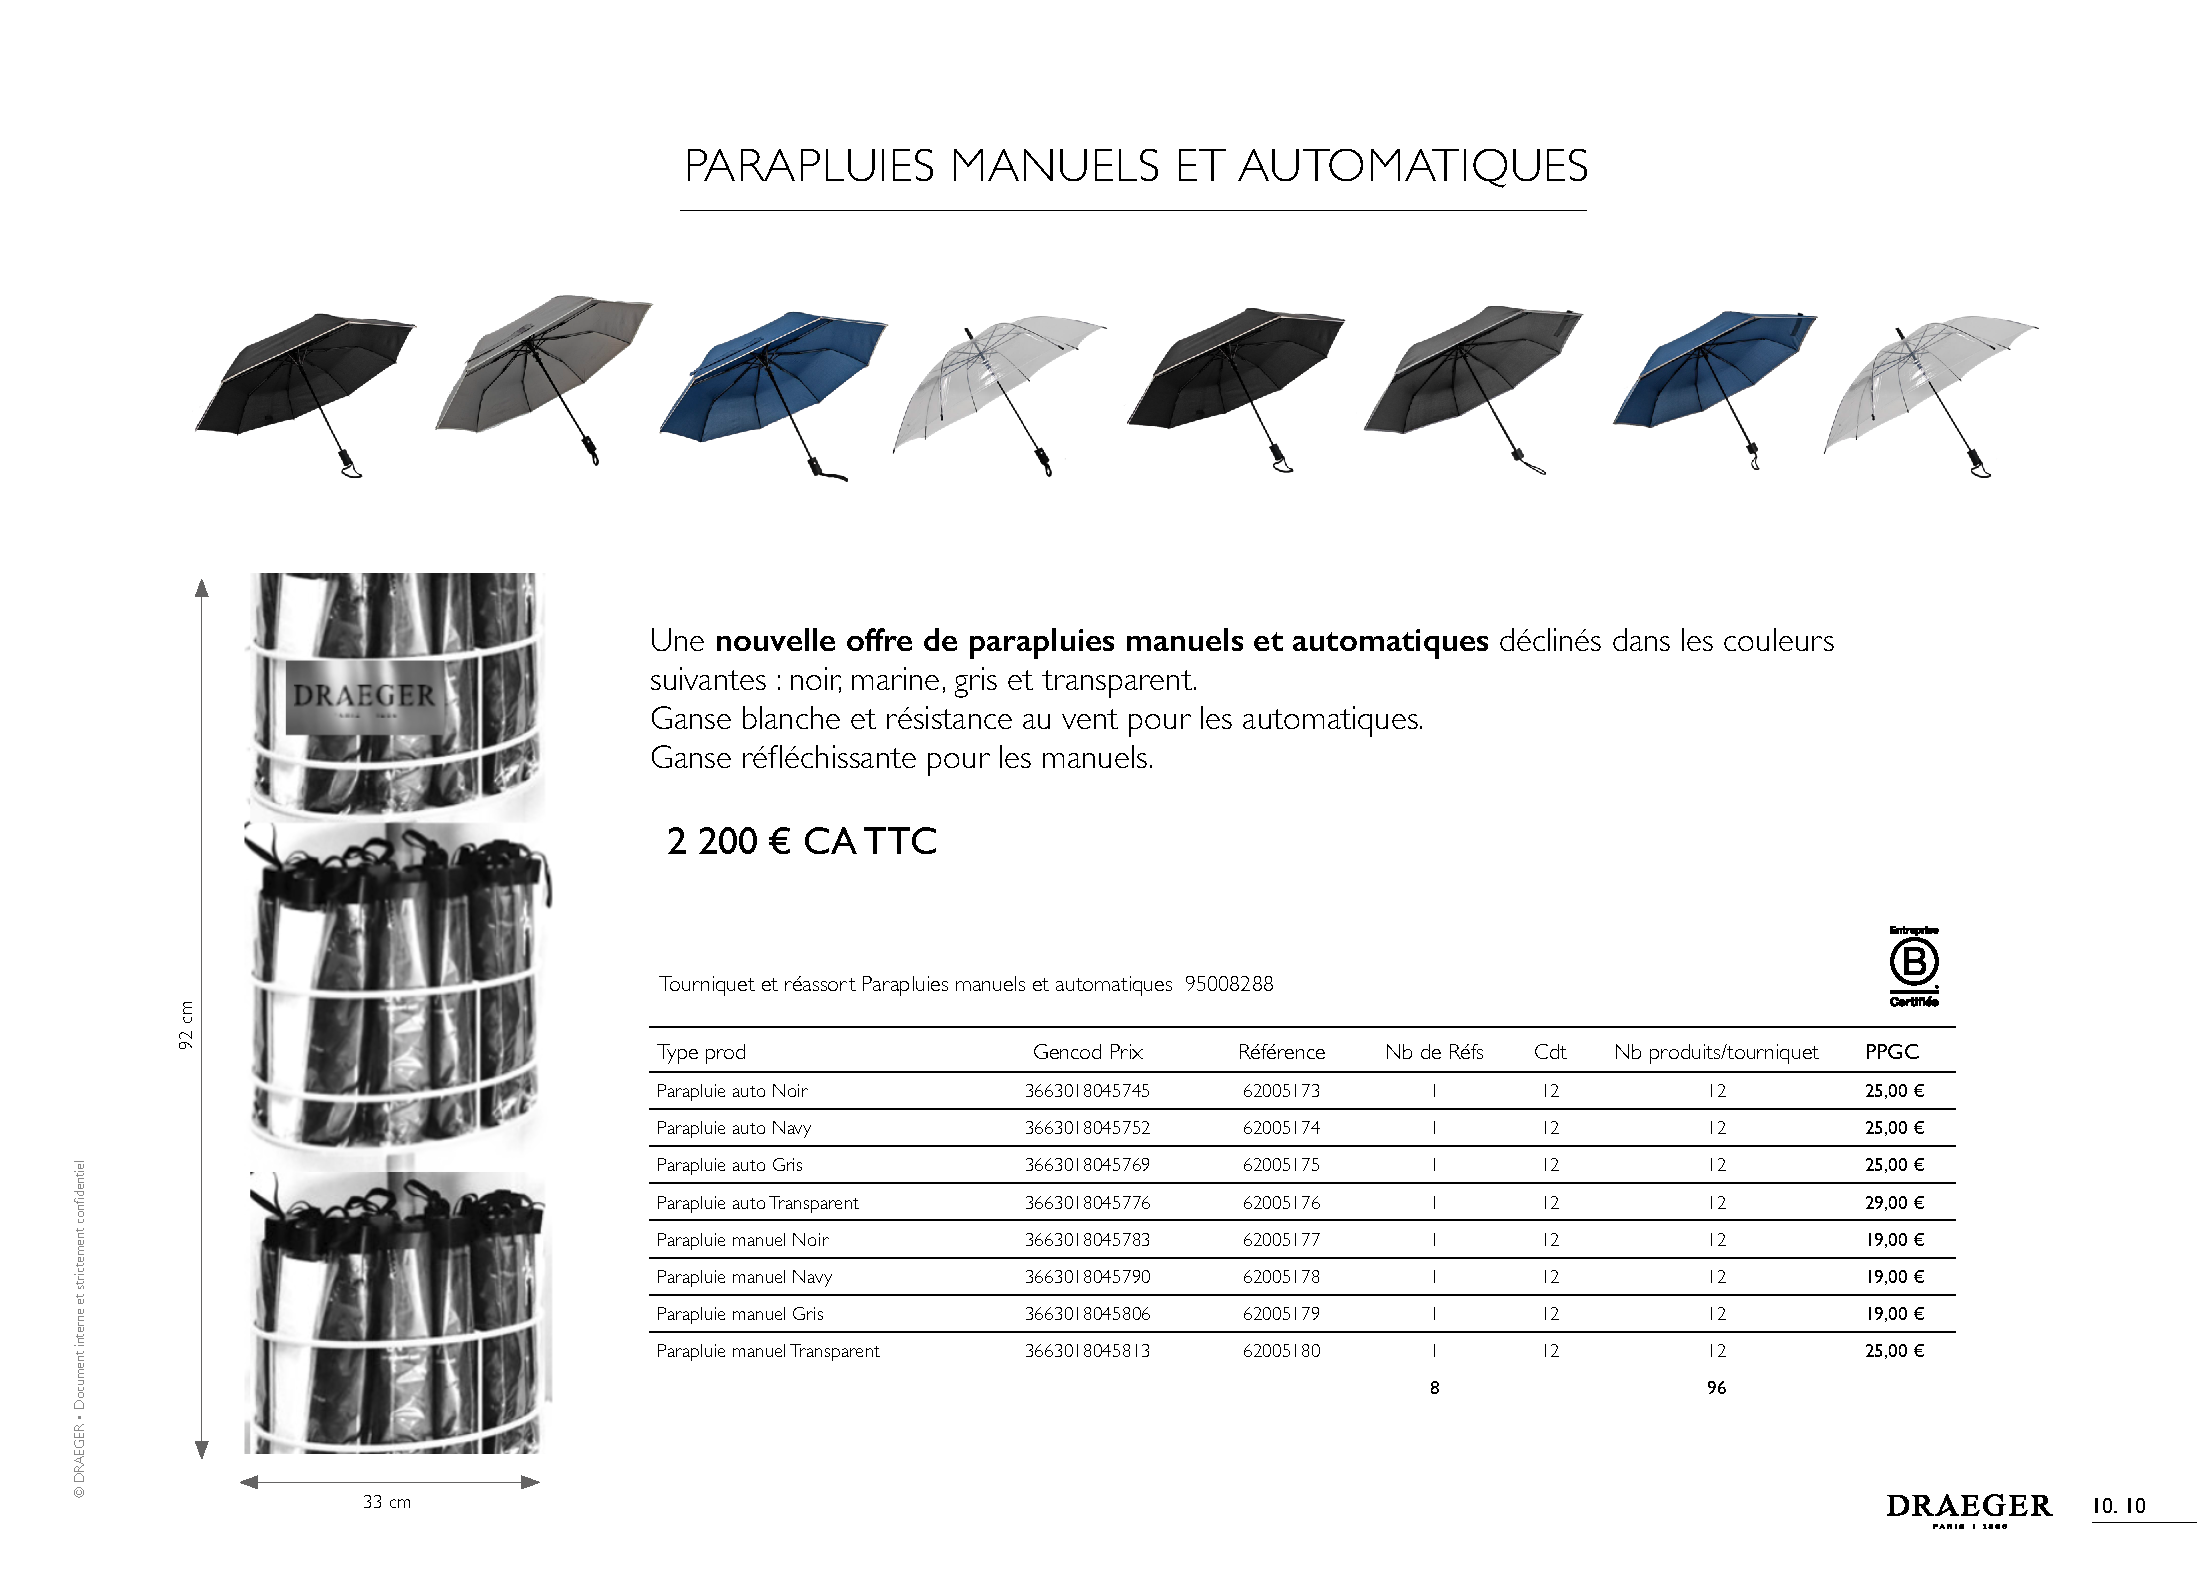 PARAPLUIES MANUELS ET AUTOMATIQUES
DRAEGER
92 cm
33 cm
Une nouvelle offre de parapluies manuels et automatiques déclinés dans les couleurs
suivantes : noir, marine, gris et transparent.
Ganse blanche et résistance au vent pour les automatiques.
Ganse réfléchissante pour les manuels.
2 200 € CA TTC
Entreprise
B
Certifiée
Tourniquet et réassort Parapluies manuels et automatiques 95008288
Type prod Gencod Prix Référence Nb de Réfs Cdt Nb produits/tourniquet PPGC
Parapluie auto Noir 3663018045745 62005173 1 12 12 25,00 €
Parapluie auto Navy 3663018045752 62005174 1 12 12 25,00 €
Parapluie auto Gris 3663018045769 62005175 1 12 12 25,00 €
Parapluie auto Transparent 3663018045776 62005176 1 12 12 29,00 €
Parapluie manuel Noir 3663018045783 62005177 1 12 12 19,00 €
Parapluie manuel Navy 3663018045790 62005178 1 12 12 19,00 €
Parapluie manuel Gris 3663018045806 62005179 1 12 12 19,00 €
Parapluie manuel Transparent 3663018045813 62005180 1 12 12 25,00 €
8 96
© DRAEGER • Document interne et strictement confidentiel
DRAEGER
PARIS | 1886
10. 10